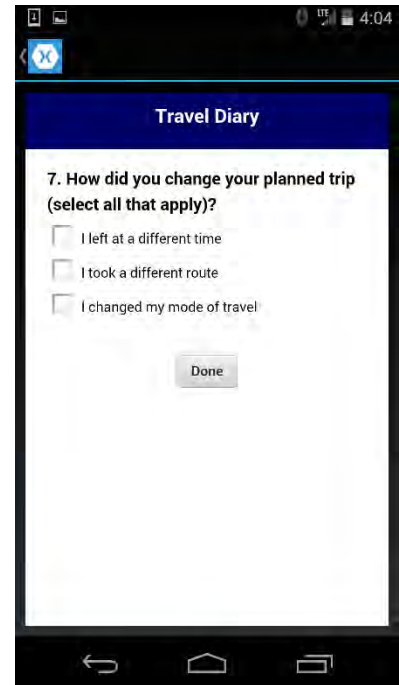 LTE 4:04
Travel Diary
7. How did you change your planned trip
(select all that apply)?
I left at a different time
I took a different route
I changed my mode of travel
Done